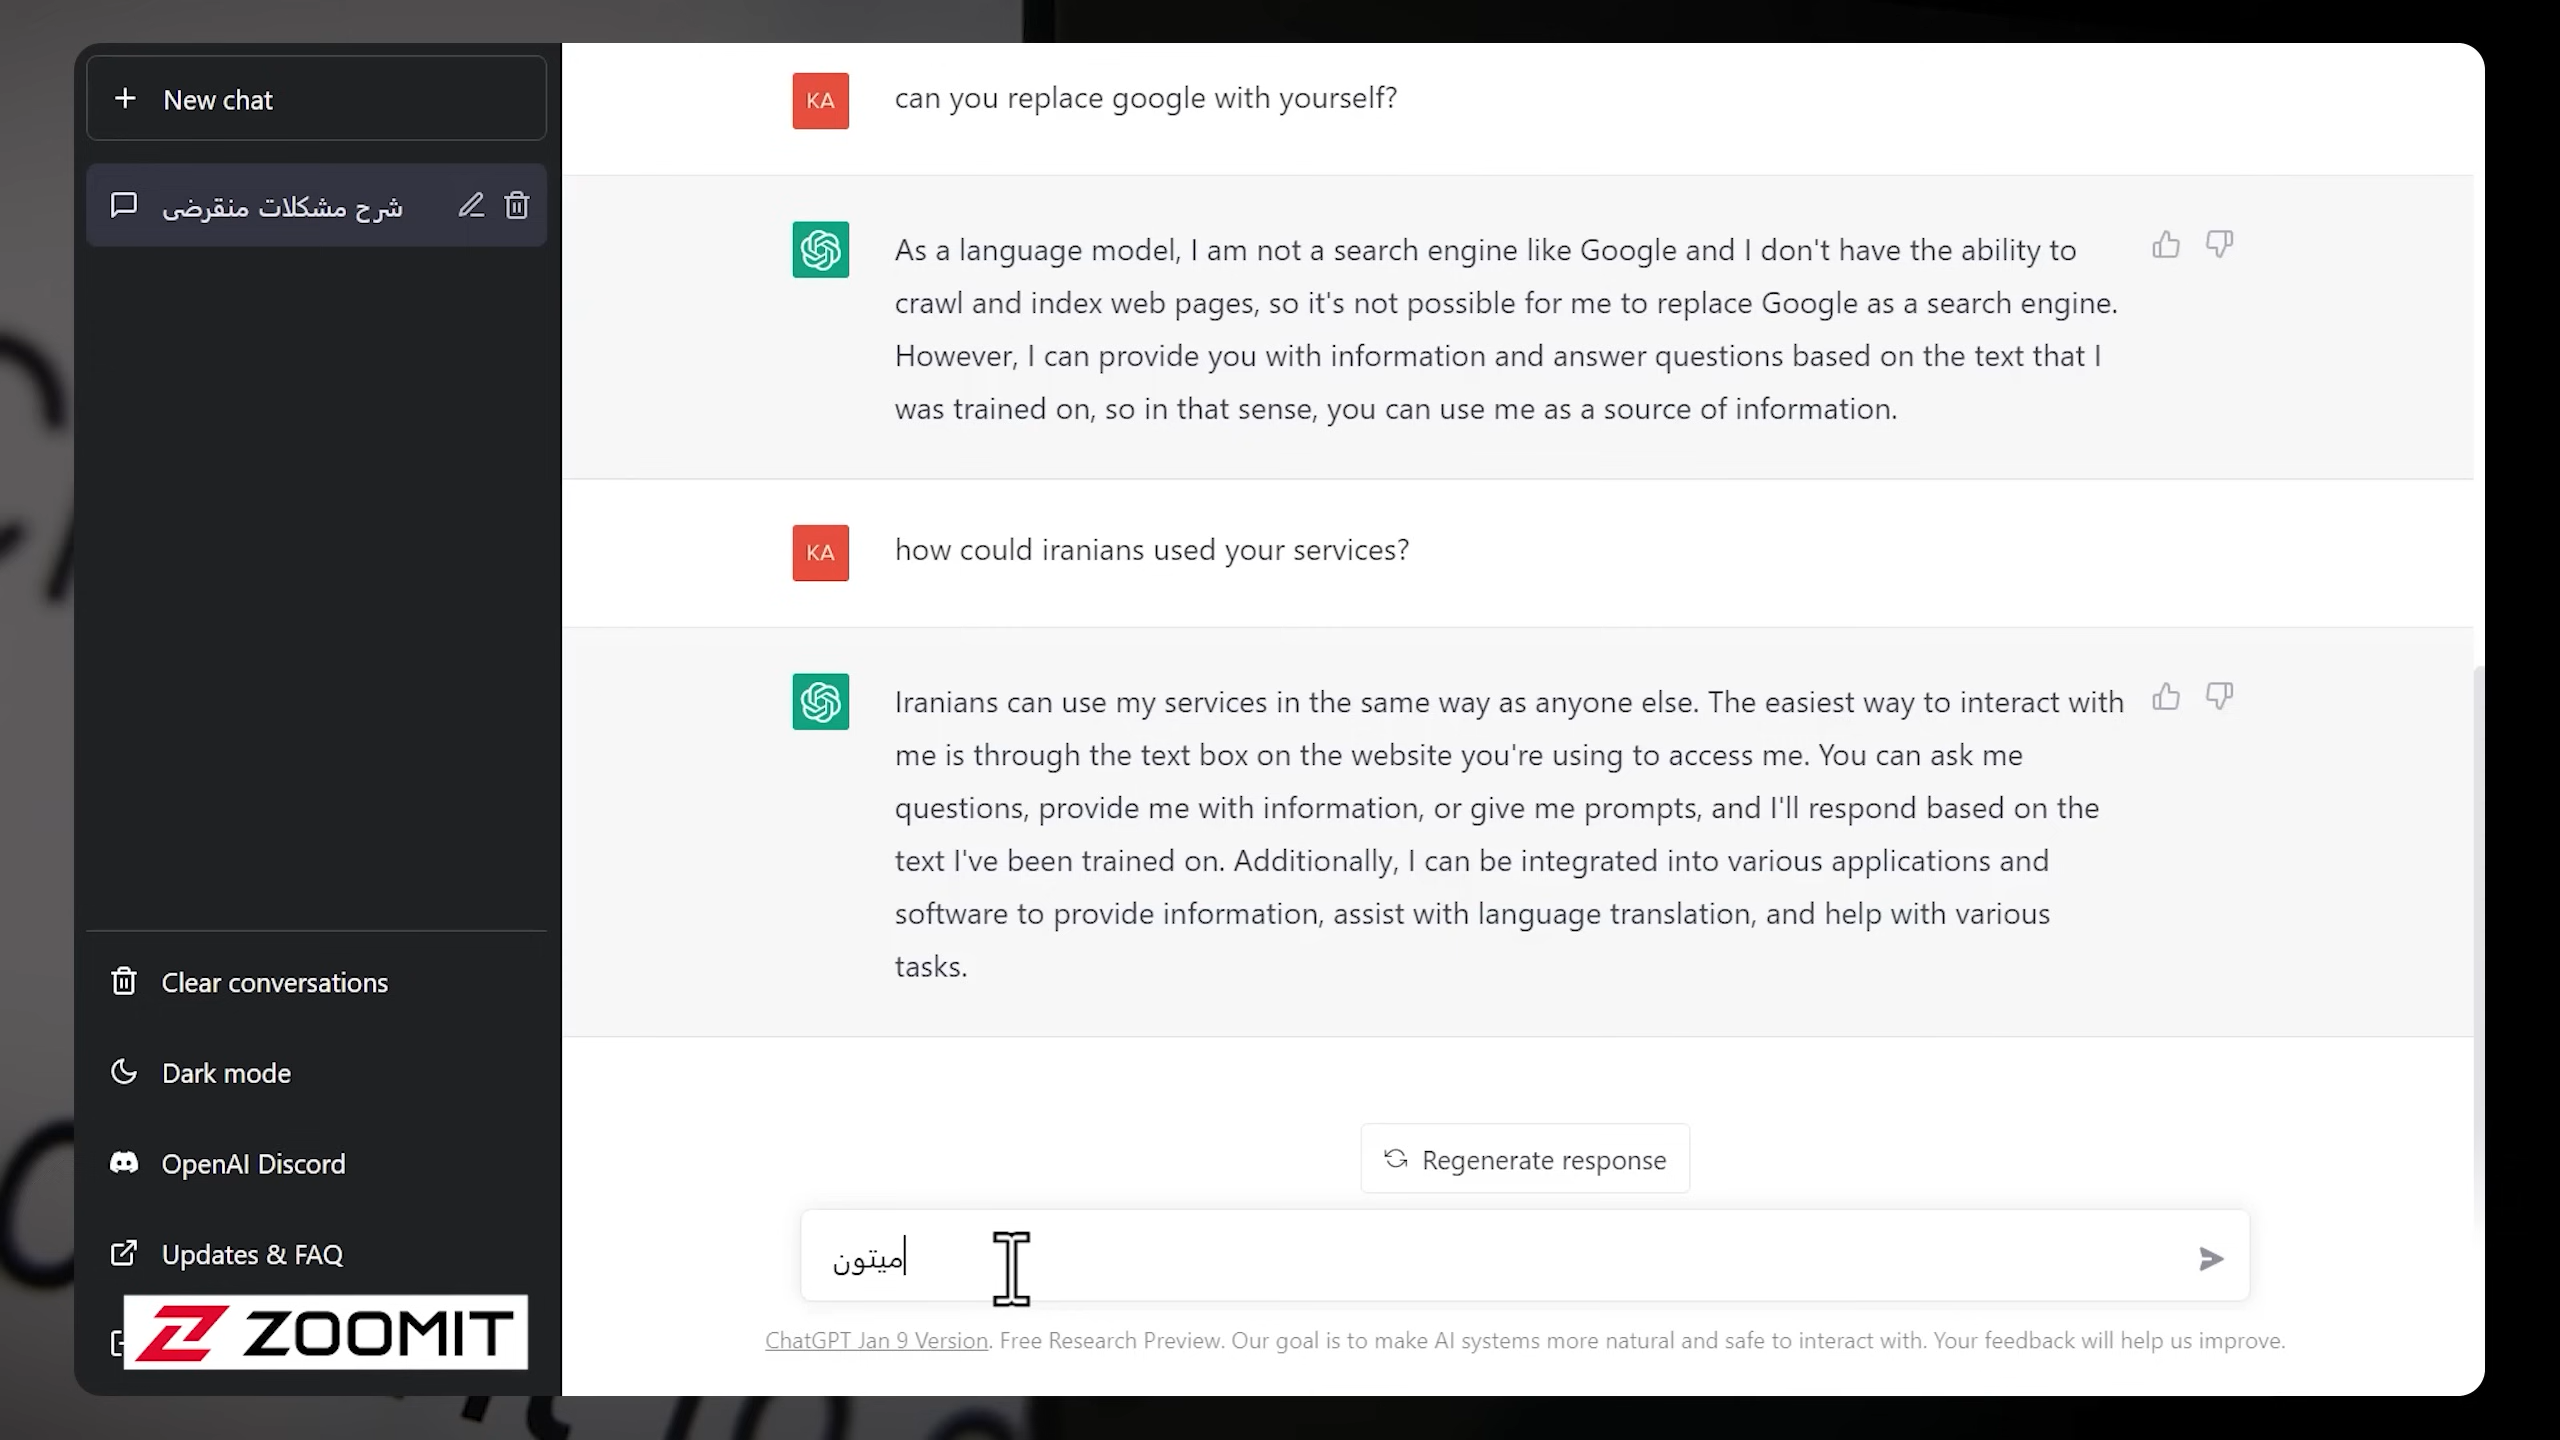 New chat
شرح مشکلات منقرضی
Clear conversations
Dark mode
OpenAI Discord
Updates & FAQ
ZOOMIT
KA
can you replace google with yourself?
As a language model, I am not a search engine like Google and I don't have the ability to
crawl and index web pages, so it's not possible for me to replace Google as a search engine.
However, I can provide you with information and answer questions based on the text that I
was trained on, so in that sense, you can use me as a source of information.
KA
how could iranians used your services?
Iranians can use my services in the same way as anyone else. The easiest way to interact with
me is through the text box on the website you're using to access me. You can ask me
questions, provide me with information, or give me prompts, and I'll respond based on the
text I've been trained on. Additionally, I can be integrated into various applications and
software to provide information, assist with language translation, and help with various
tasks.
Regenerate response
میتون
ChatGPT Jan 9 Version. Free Research Preview. Our goal is to make AI systems more natural and safe to interact with. Your feedback will help us improve.